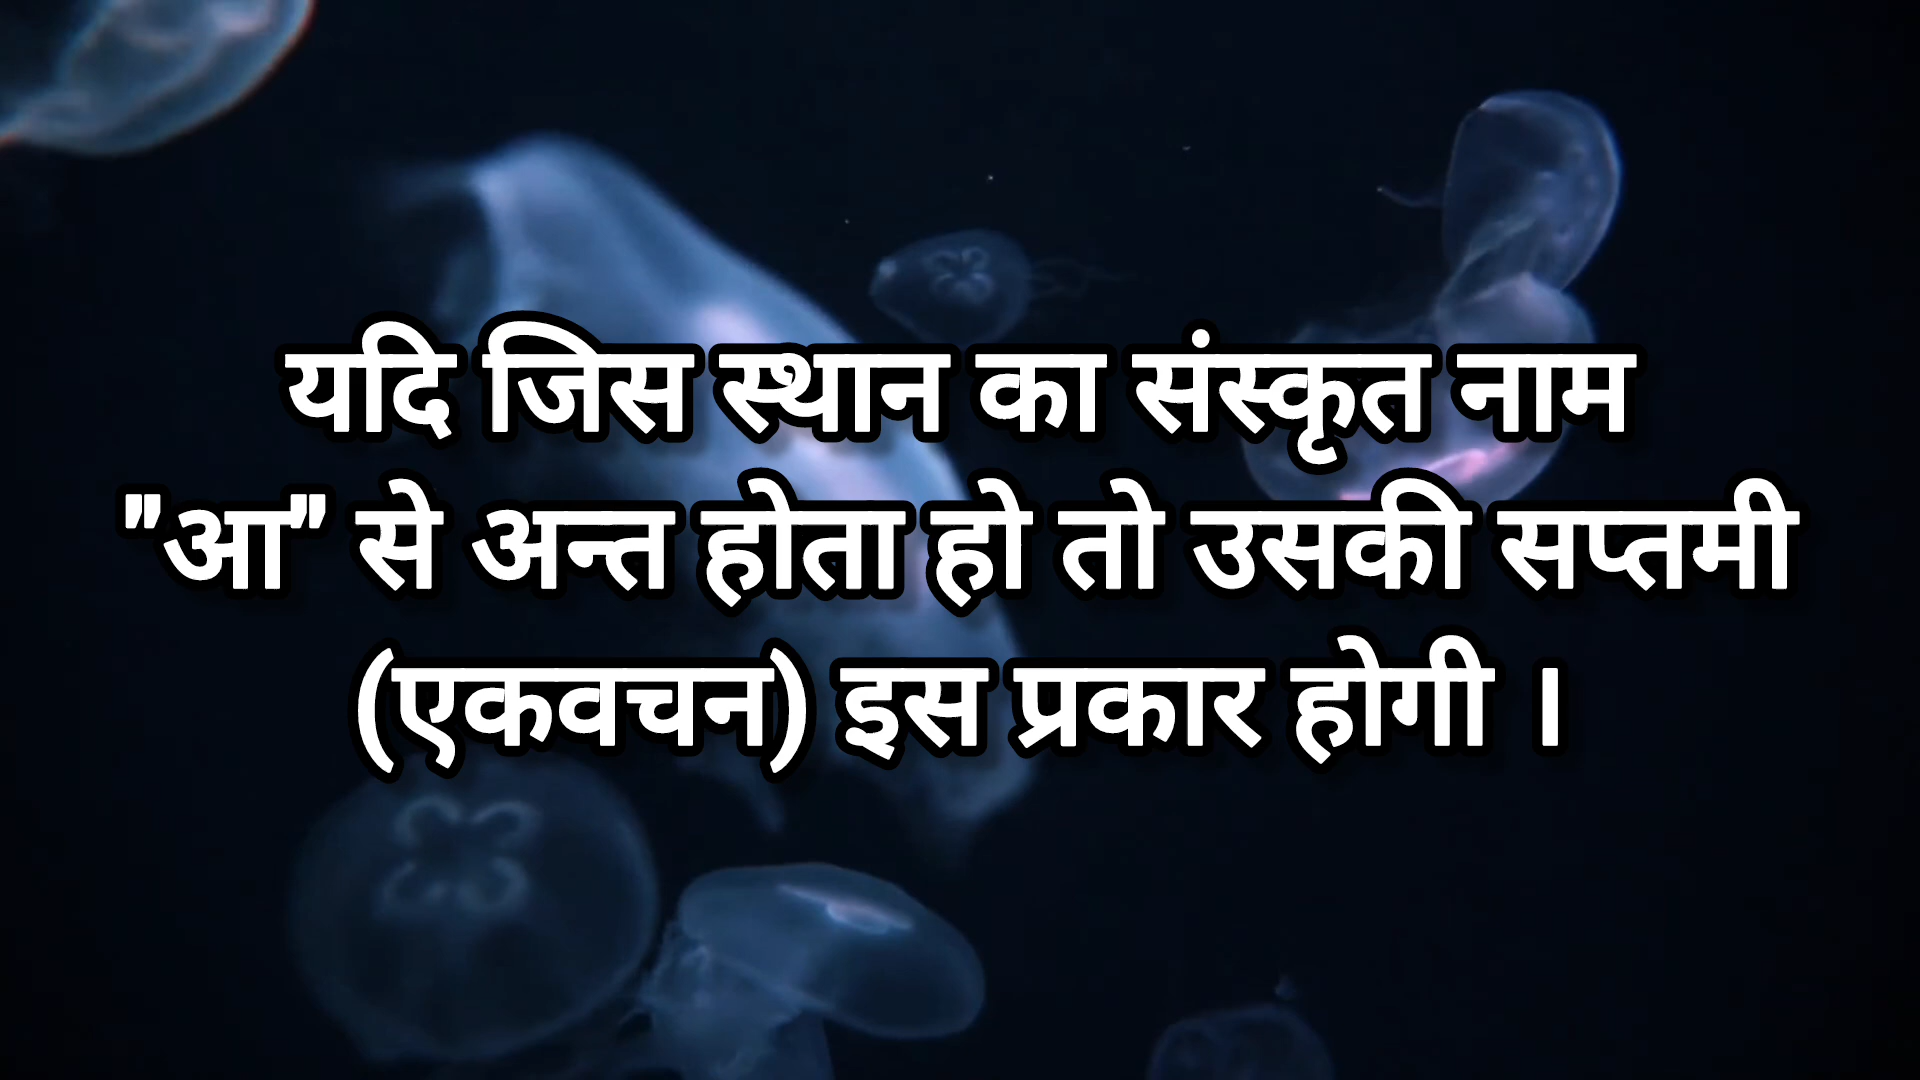 यदि जिस स्थान का संस्कृत नाम
"आ" से अन्त होता हो तो उसकी सप्तमी
(एकवचन) इस प्रकार होगी ।